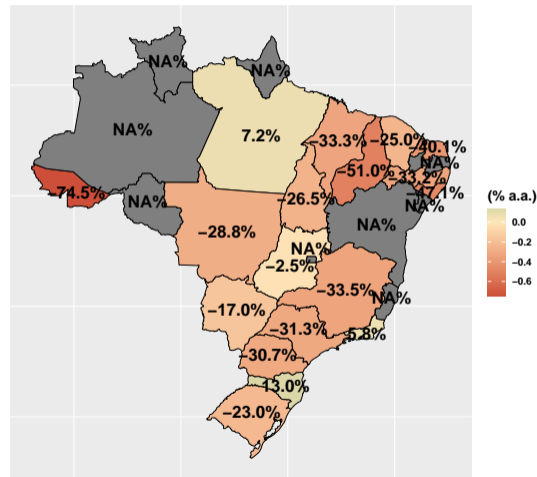 NA%
NA%
NA%
7.2%
−33.3%
−25.0%
−40.1%
NA%
−51.0%
−33.2%
−47.1%
−74.5%
NA%
−26.5%
NA%
NA%
−28.8%
NA%
−2.5%
−33.5%
NA%
−17.0%
−31.3%
5.8%
−30.7%
13.0%
−23.0%
(% a.a.)
0.0
−0.2
−0.4
−0.6